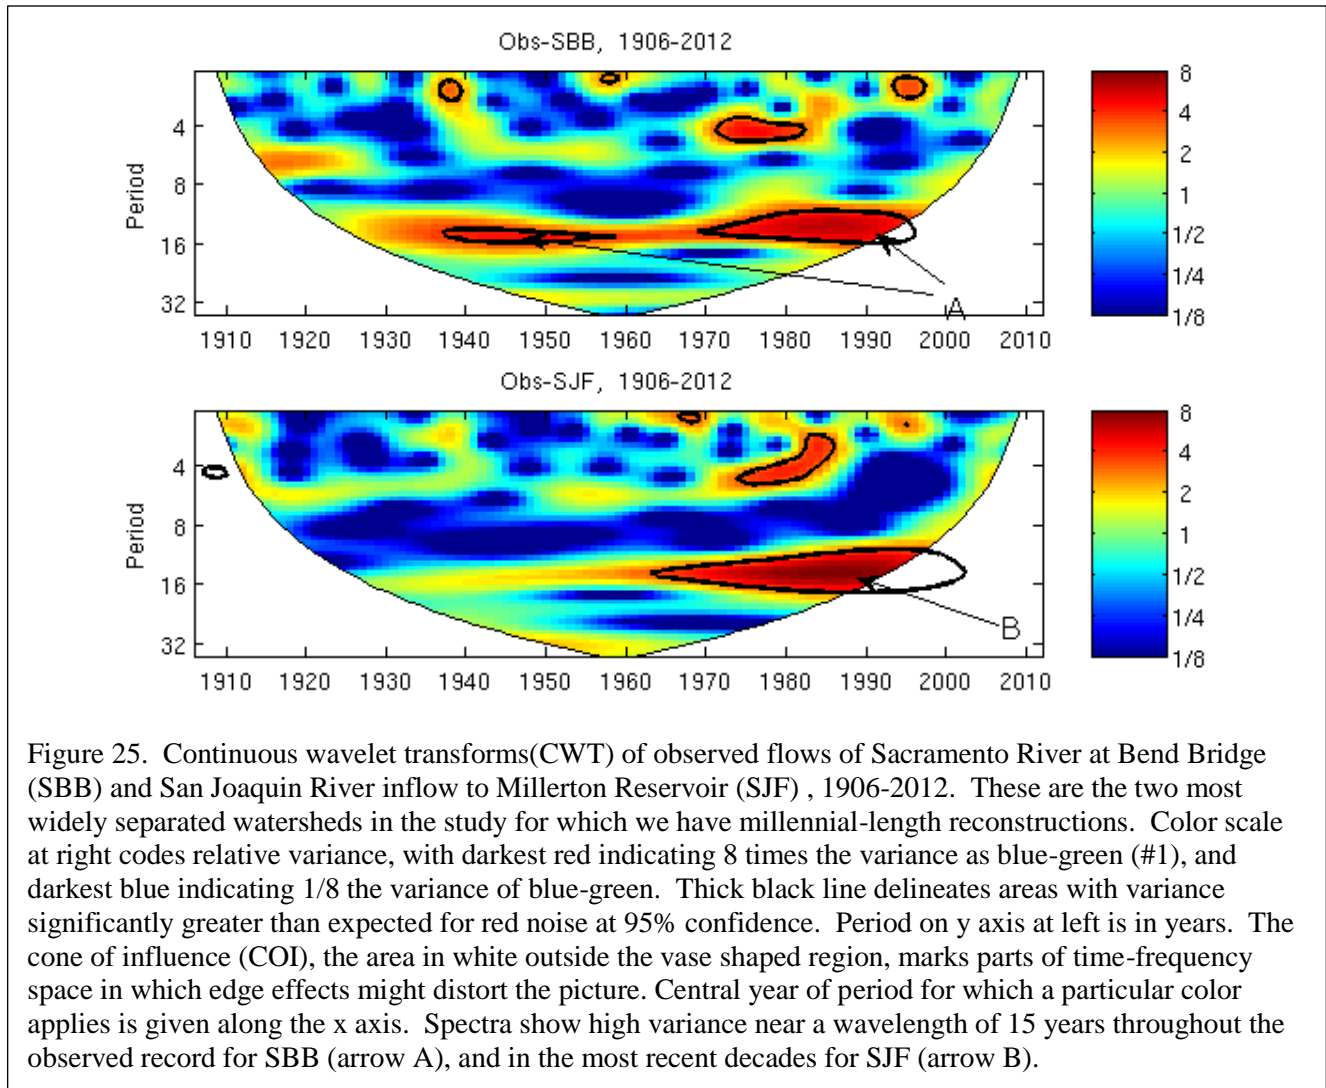 Obs-SBB, 1906-2012
Period
4
8
16
32
1910 1920 1930 1940 1950 1960 1970 1980 1990 2000 2010
A
8
4
2
1
1/2
1/4
1/8
Obs-SJF, 1906-2012
Period
4
8
16
32
1910 1920 1930 1940 1950 1960 1970 1980 1990 2000 2010
B
8
4
2
1
1/2
1/4
1/8
Figure 25. Continuous wavelet transforms(CWT) of observed flows of Sacramento River at Bend Bridge
(SBB) and San Joaquin River inflow to Millerton Reservoir (SJF) , 1906-2012. These are the two most
widely separated watersheds in the study for which we have millennial-length reconstructions. Color scale
at right codes relative variance, with darkest red indicating 8 times the variance as blue-green (#1), and
darkest blue indicating 1/8 the variance of blue-green. Thick black line delineates areas with variance
significantly greater than expected for red noise at 95% confidence. Period on y axis at left is in years. The
cone of influence (COI), the area in white outside the vase shaped region, marks parts of time-frequency
space in which edge effects might distort the picture. Central year of period for which a particular color
applies is given along the x axis. Spectra show high variance near a wavelength of 15 years throughout the
observed record for SBB (arrow A), and in the most recent decades for SJF (arrow B).